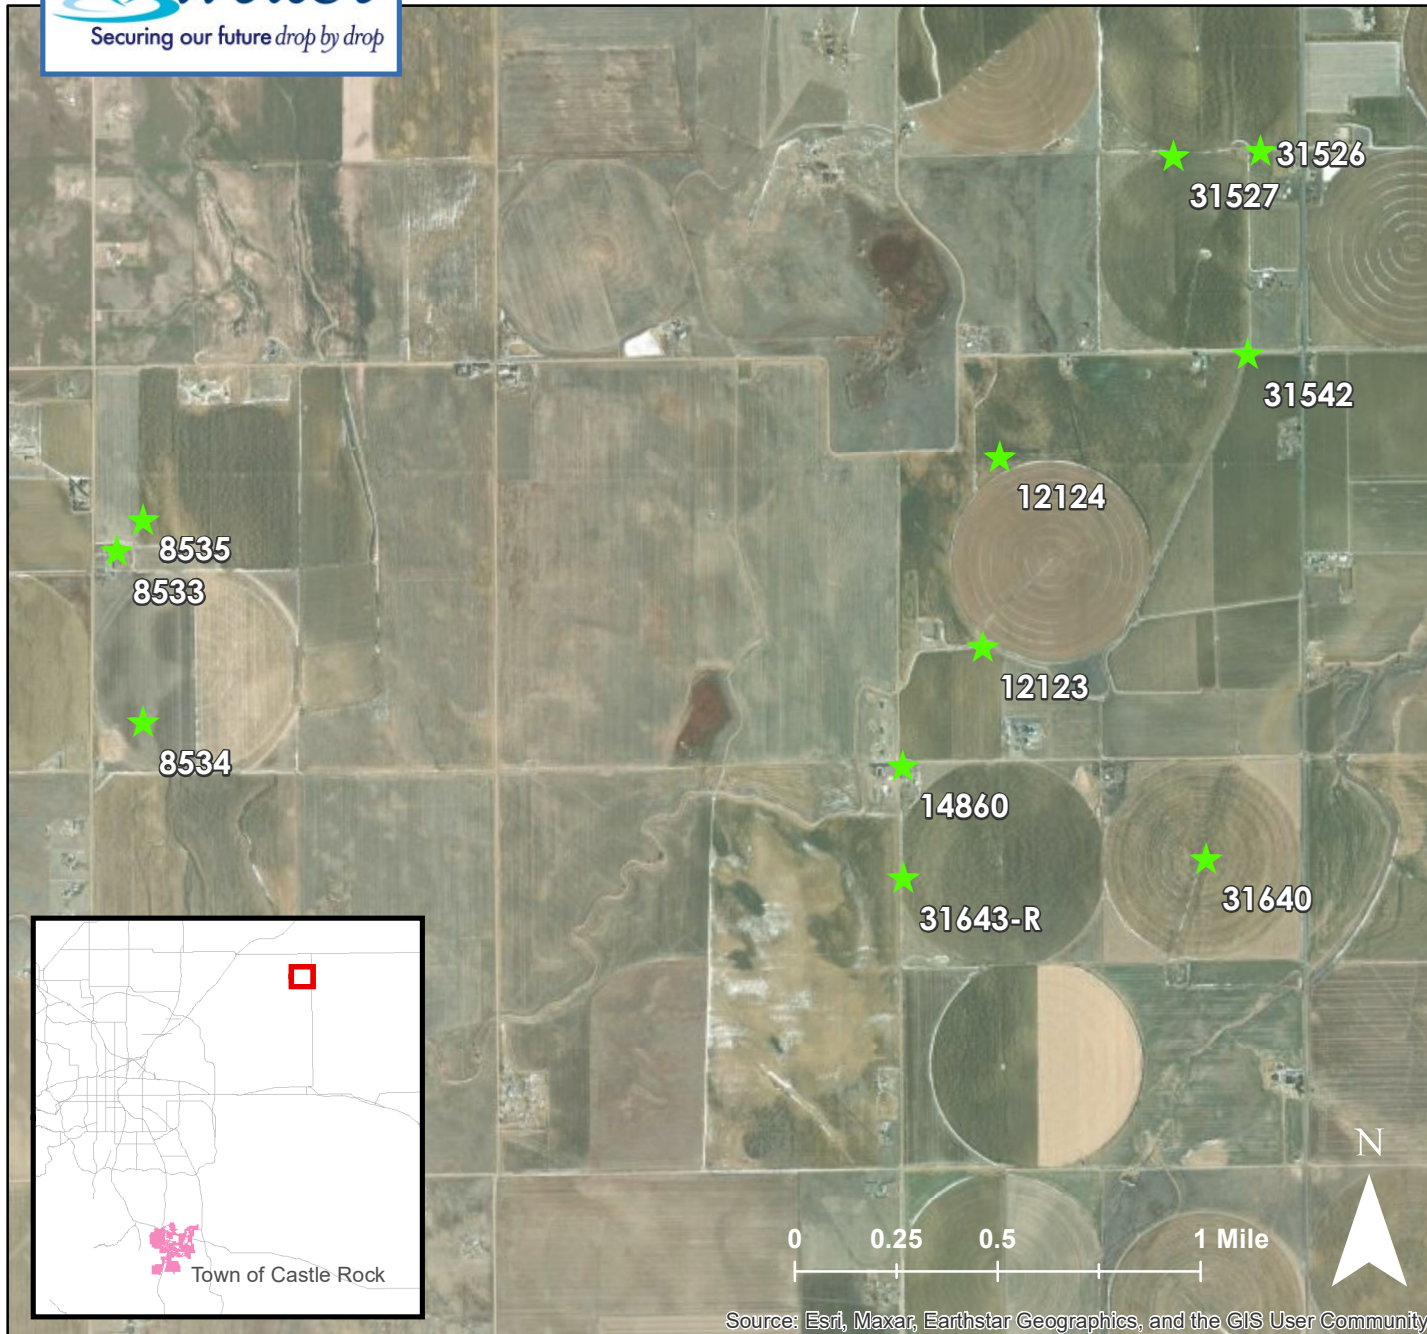 Securing our future drop by drop
31526
31527
31542
12124
8535
8533
12123
8534
14860
31643-R
31640
N
0 0.25 0.5 1 Mile
Town of Castle Rock
Source: Esri, Maxar, Earthstar Geographics, and the GIS User Community